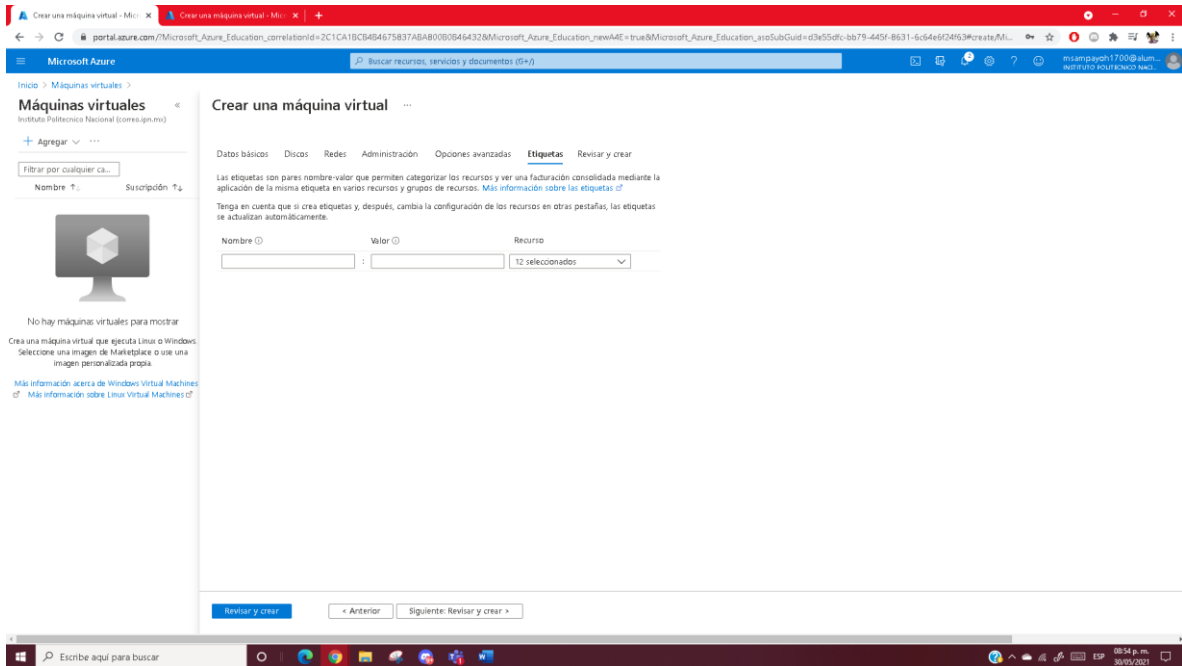 Crear una máquina virtual - Micr
Crear una máquina virtual - Micr
Microsoft Azure
Buscar recursos, servicios y documentos (G+/)
2
msampayoh1700@alum...
INSTITUTO POLITÉCNICO NACI...
Inicio > Máquinas virtuales >
Máquinas virtuales «
Instituto Politecnico Nacional (correo.ipn.mx)
+ Agregar ...
Filtrar por cualquier ca...
Nombre ↑↓ Suscripción ↑↓
No hay máquinas virtuales para mostrar
Crea una máquina virtual que ejecuta Linux o Windows.
Seleccione una imagen de Marketplace o use una
imagen personalizada propia.
Más información acerca de Windows Virtual Machines
Más información sobre Linux Virtual Machines
Crear una máquina virtual ...
Datos básicos Discos Redes Administración Opciones avanzadas Etiquetas Revisar y crear
Las etiquetas son pares nombre-valor que permiten categorizar los recursos y ver una facturación consolidada mediante la
aplicación de la misma etiqueta en varios recursos y grupos de recursos. Más información sobre las etiquetas
Tenga en cuenta que si crea etiquetas y, después, cambia la configuración de los recursos en otras pestañas, las etiquetas
se actualizan automáticamente.
Nombre Valor Recurso
: 12 seleccionados
Revisar y crear < Anterior Siguiente: Revisar y crear >
Escribe aquí para buscar
ESP
08:54 p. m.
30/05/2021